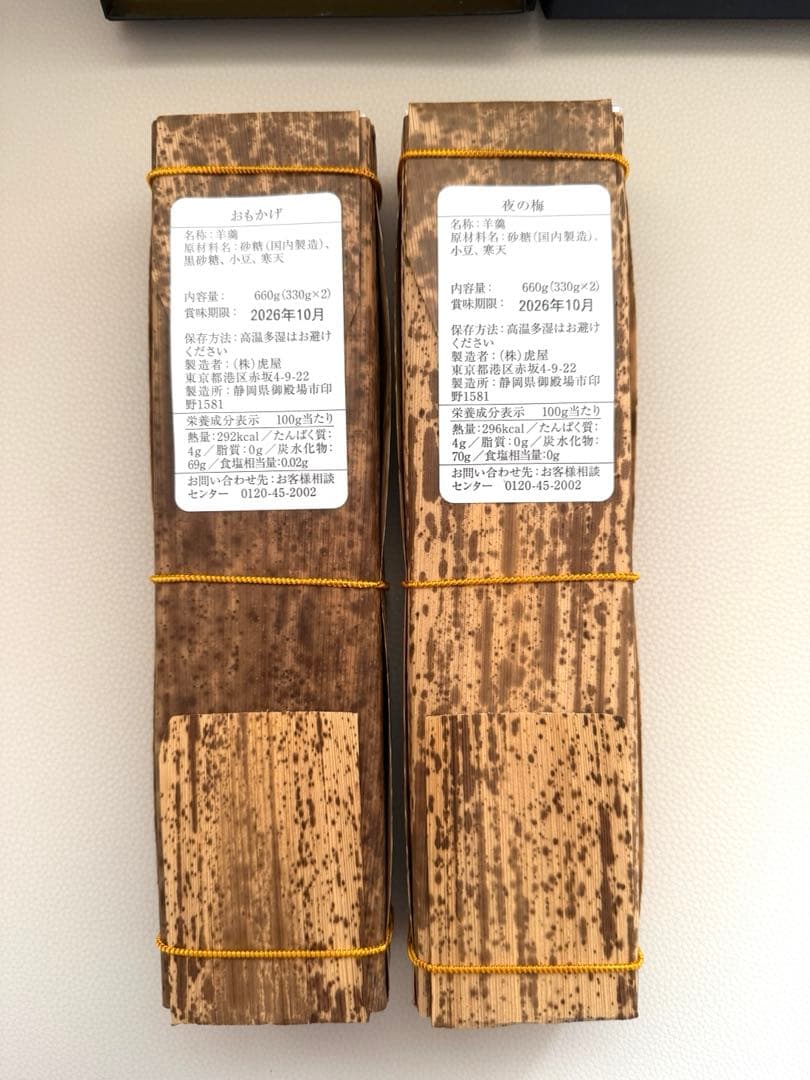 おもかげ
名称：羊羹
原材料名：砂糖（国内製造）、
黒砂糖、小豆、寒天
内容量： 660g（330g×2）
賞味期限： 2026年10月
保存方法：高温多湿はお避け
ください
製造者：（株）虎屋
東京都港区赤坂4-9-22
製造所：静岡県御殿場市印
野1581
栄養成分表示 100g当たり
熱量：292kcal／たんぱく質：
4g／脂質：0g／炭水化物：
69g／食塩相当量：0.02g
お問い合わせ先：お客様相談
センター 0120-45-2002
夜の梅
名称：羊羹
原材料名：砂糖（国内製造）、
小豆、寒天
内容量： 660g（330g×2）
賞味期限： 2026年10月
保存方法：高温多湿はお避け
ください
製造者：（株）虎屋
東京都港区赤坂4-9-22
製造所：静岡県御殿場市印
野1581
栄養成分表示 100g当たり
熱量：296kcal／たんぱく質：
4g／脂質：0g／炭水化物：
70g／食塩相当量：0g
お問い合わせ先：お客様相談
センター 0120-45-2002